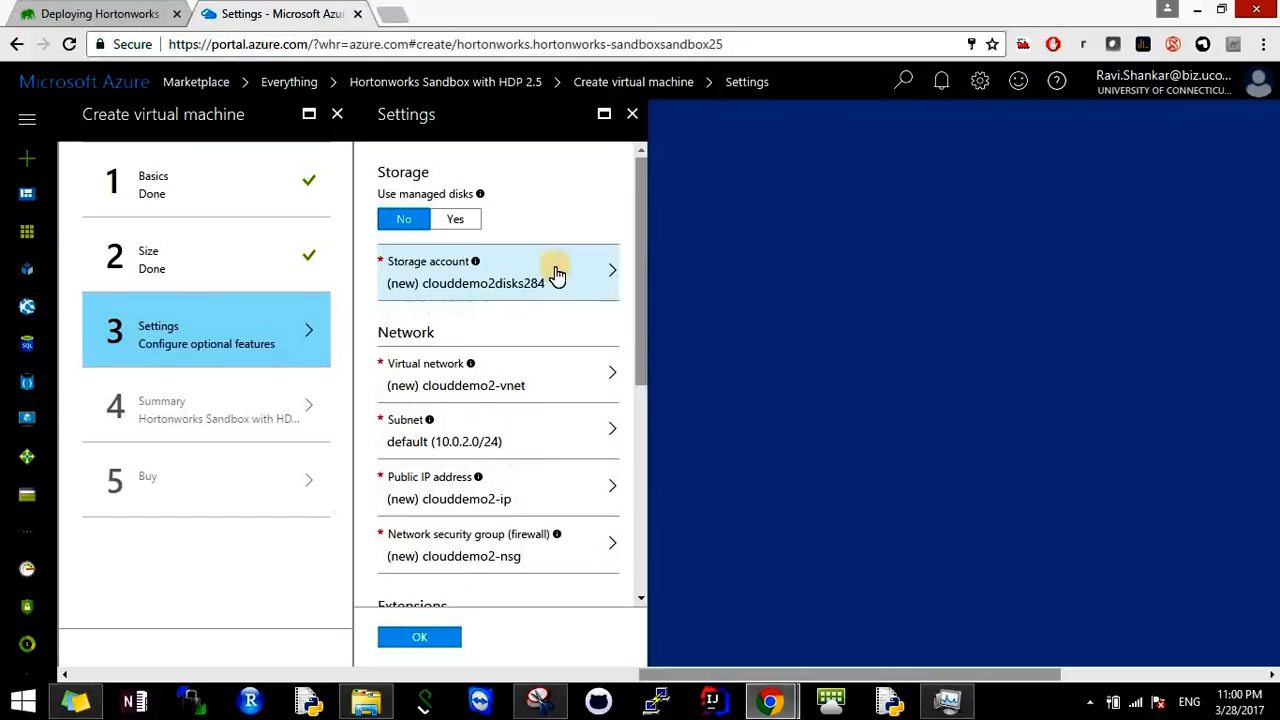 Deploying Hortonworks
Settings - Microsoft Azu
Secure
https://portal.azure.com/?whr=azure.com#create/hortonworks.hortonworks-sandboxsandbox25
Microsoft Azure
Marketplace
Everything
Hortonworks Sandbox with HDP 2.5
Create virtual machine
Settings
Ravi.Shankar@biz.uco...
UNIVERSITY OF CONNECTICU...
Create virtual machine
1
Basics
Done
2
Size
Done
3
Settings
Configure optional features
4
Summary
Hortonworks Sandbox with HD...
5
Buy
Settings
Storage
Use managed disks
No
Yes
* Storage account
(new) clouddemo2disks284
Network
* Virtual network
(new) clouddemo2-vnet
* Subnet
default (10.0.2.0/24)
* Public IP address
(new) clouddemo2-ip
* Network security group (firewall)
(new) clouddemo2-nsg
Extensions
OK
ENG
11:00 PM
3/28/2017